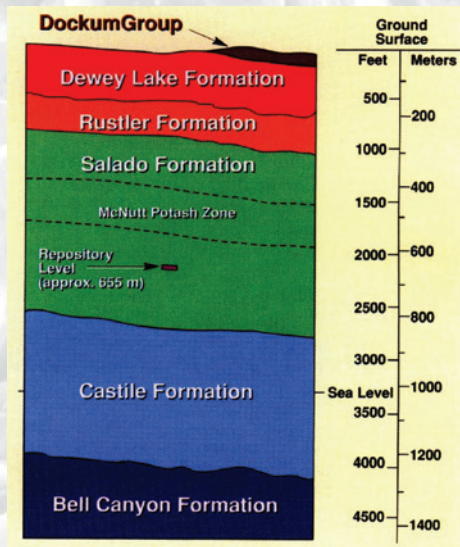 DockumGroup
Dewey Lake Formation
Rustler Formation
Salado Formation
McNutt Potash Zone
Repository
Level
(approx. 655 m)
Castile Formation
Bell Canyon Formation
Ground
Surface
Feet Meters
500
200
1000
400
1500
600
2000
2500
800
3000
Sea Level
1000
3500
1200
4000
4500
1400